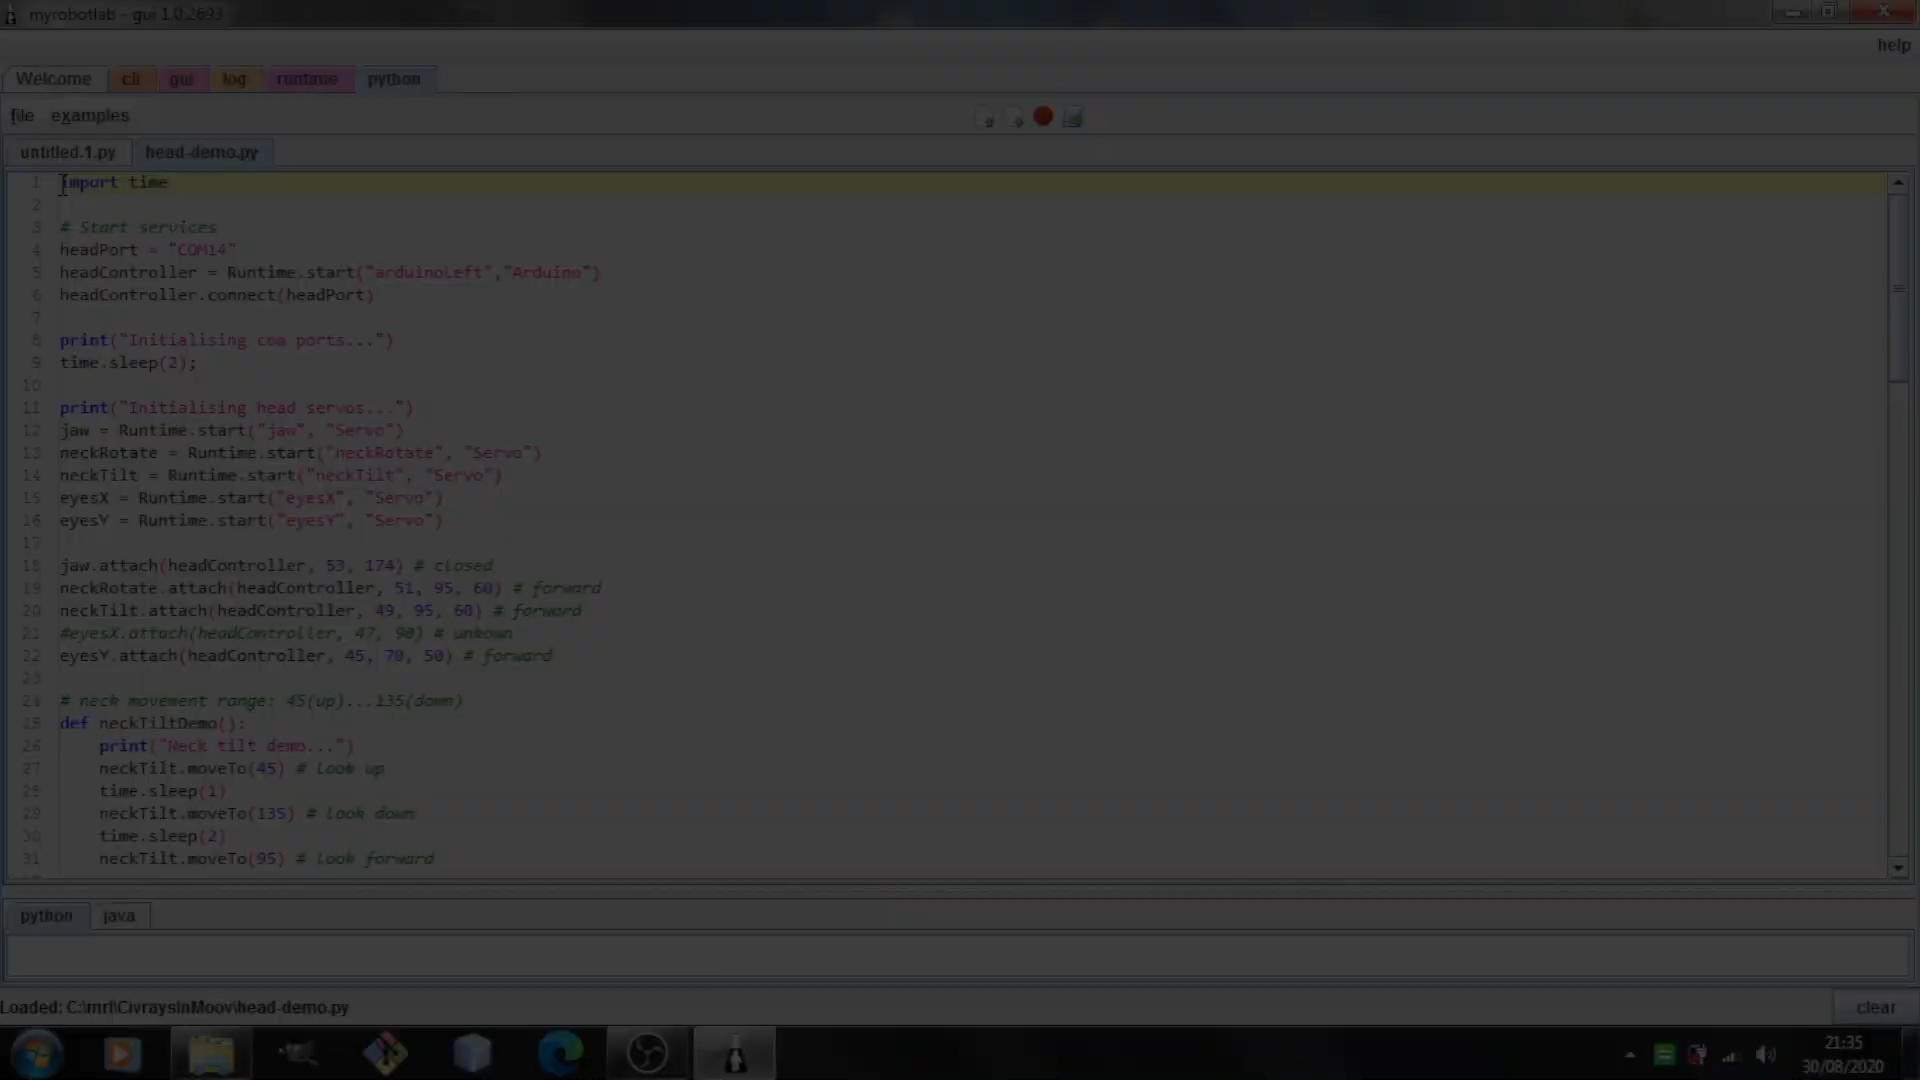 myrobotlab - gui 1.0.2693
help
Welcome cli gui log runtime python
file examples
untitled.1.py head-demo.py
1 import time
2
3 # Start services
4 headPort = "COM14"
5 headController = Runtime.start("arduinoLeft","Arduino")
6 headController.connect(headPort)
7
8 print("Initialising com ports...")
9 time.sleep(2);
10
11 print("Initialising head servos...")
12 jaw = Runtime.start("jaw", "Servo")
13 neckRotate = Runtime.start("neckRotate", "Servo")
14 neckTilt = Runtime.start("neckTilt", "Servo")
15 eyesX = Runtime.start("eyesX", "Servo")
16 eyesY = Runtime.start("eyesY", "Servo")
17
18 jaw.attach(headController, 53, 174) # closed
19 neckRotate.attach(headController, 51, 95, 60) # forward
20 neckTilt.attach(headController, 49, 95, 60) # forward
21 #eyesX.attach(headController, 47, 90) # unkown
22 eyesY.attach(headController, 45, 70, 50) # forward
23
24 # neck movement range: 45(up)...135(down)
25 def neckTiltDemo():
26 print("Neck tilt demo...")
27 neckTilt.moveTo(45) # Look up
28 time.sleep(1)
29 neckTilt.moveTo(135) # Look down
30 time.sleep(2)
31 neckTilt.moveTo(95) # Look forward
python java
Loaded: C:\mrl\CivraysInMoov\head-demo.py
clear
21:35
30/08/2020